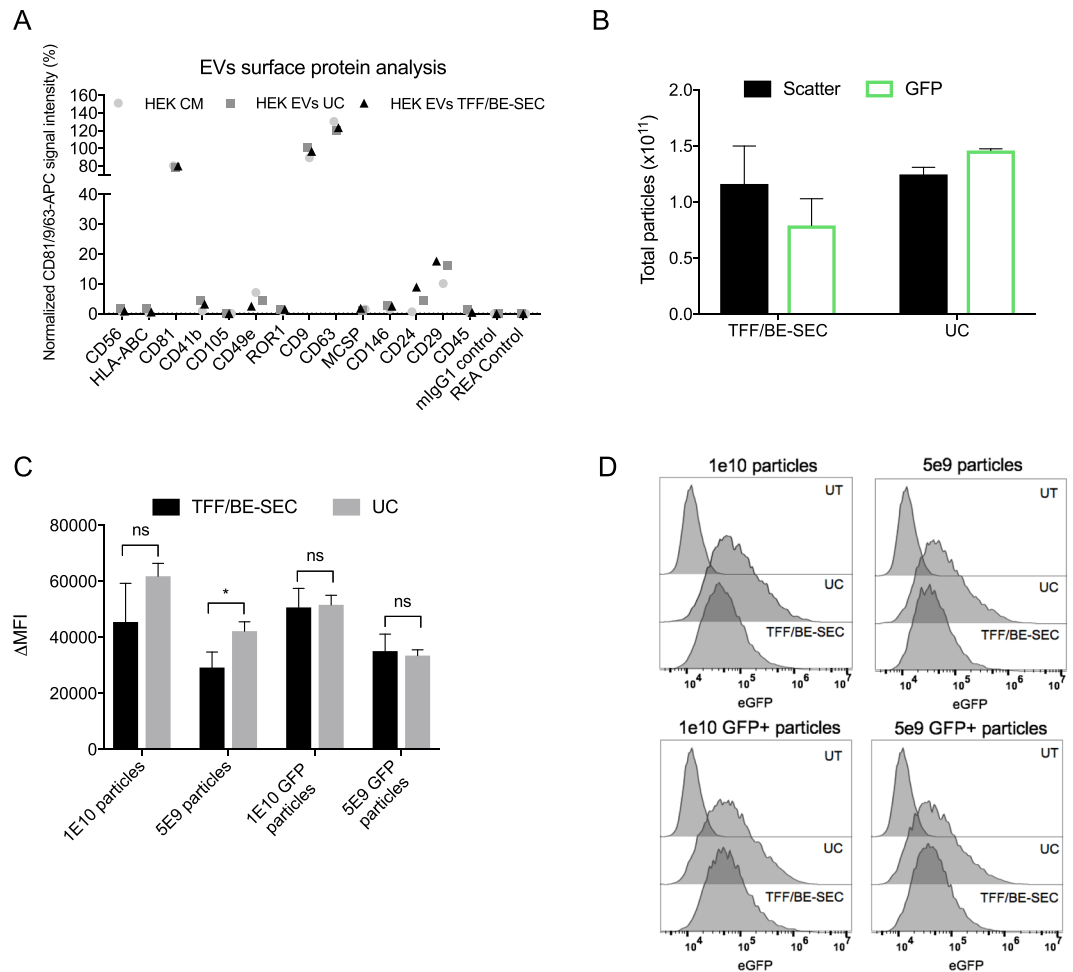 A
EVs surface protein analysis
Normalized CD81/9/63-APC signal intensity (%)
HEK CM
HEK EVs UC
HEK EVs TFF/BE-SEC
160
140
120
100
80
40
30
20
10
0
CD56
HLA-ABC
CD81
CD41b
CD105
CD49e
ROR1
CD9
CD63
MCSP
CD146
CD24
CD29
CD45
mIgG1 control
REA Control
B
Scatter
GFP
Total particles (x10¹¹)
2.0
1.5
1.0
0.5
0.0
TFF/BE-SEC
UC
C
TFF/BE-SEC
UC
ΔMFI
80000
60000
40000
20000
0
ns
*
ns
ns
1E10 particles
5E9 particles
1E10 GFP
particles
5E9 GFP
particles
D
1e10 particles
UT
UC
TFF/BE-SEC
10⁴ 10⁵ 10⁶ 10⁷
eGFP
5e9 particles
UT
UC
TFF/BE-SEC
10⁴ 10⁵ 10⁶ 10⁷
eGFP
1e10 GFP+ particles
UT
UC
TFF/BE-SEC
10⁴ 10⁵ 10⁶ 10⁷
eGFP
5e9 GFP+ particles
UT
UC
TFF/BE-SEC
10⁴ 10⁵ 10⁶ 10⁷
eGFP